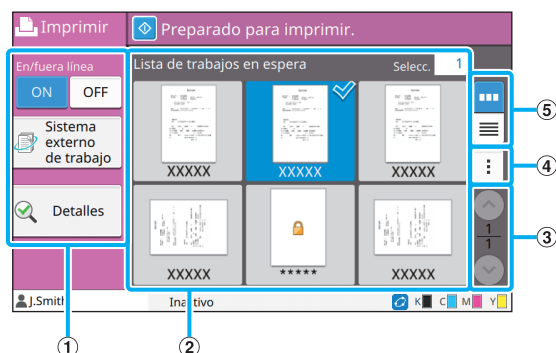 Imprimir
Preparado para imprimir.
En/fuera línea
ON OFF
Sistema
externo
de trabajo
Detalles
Lista de trabajos en espera
Selecc. 1
XXXXX XXXXX XXXXX
XXXXX ***** XXXXX
1
1
J.Smith
Inactivo
K C M Y
5
4
3
1
2